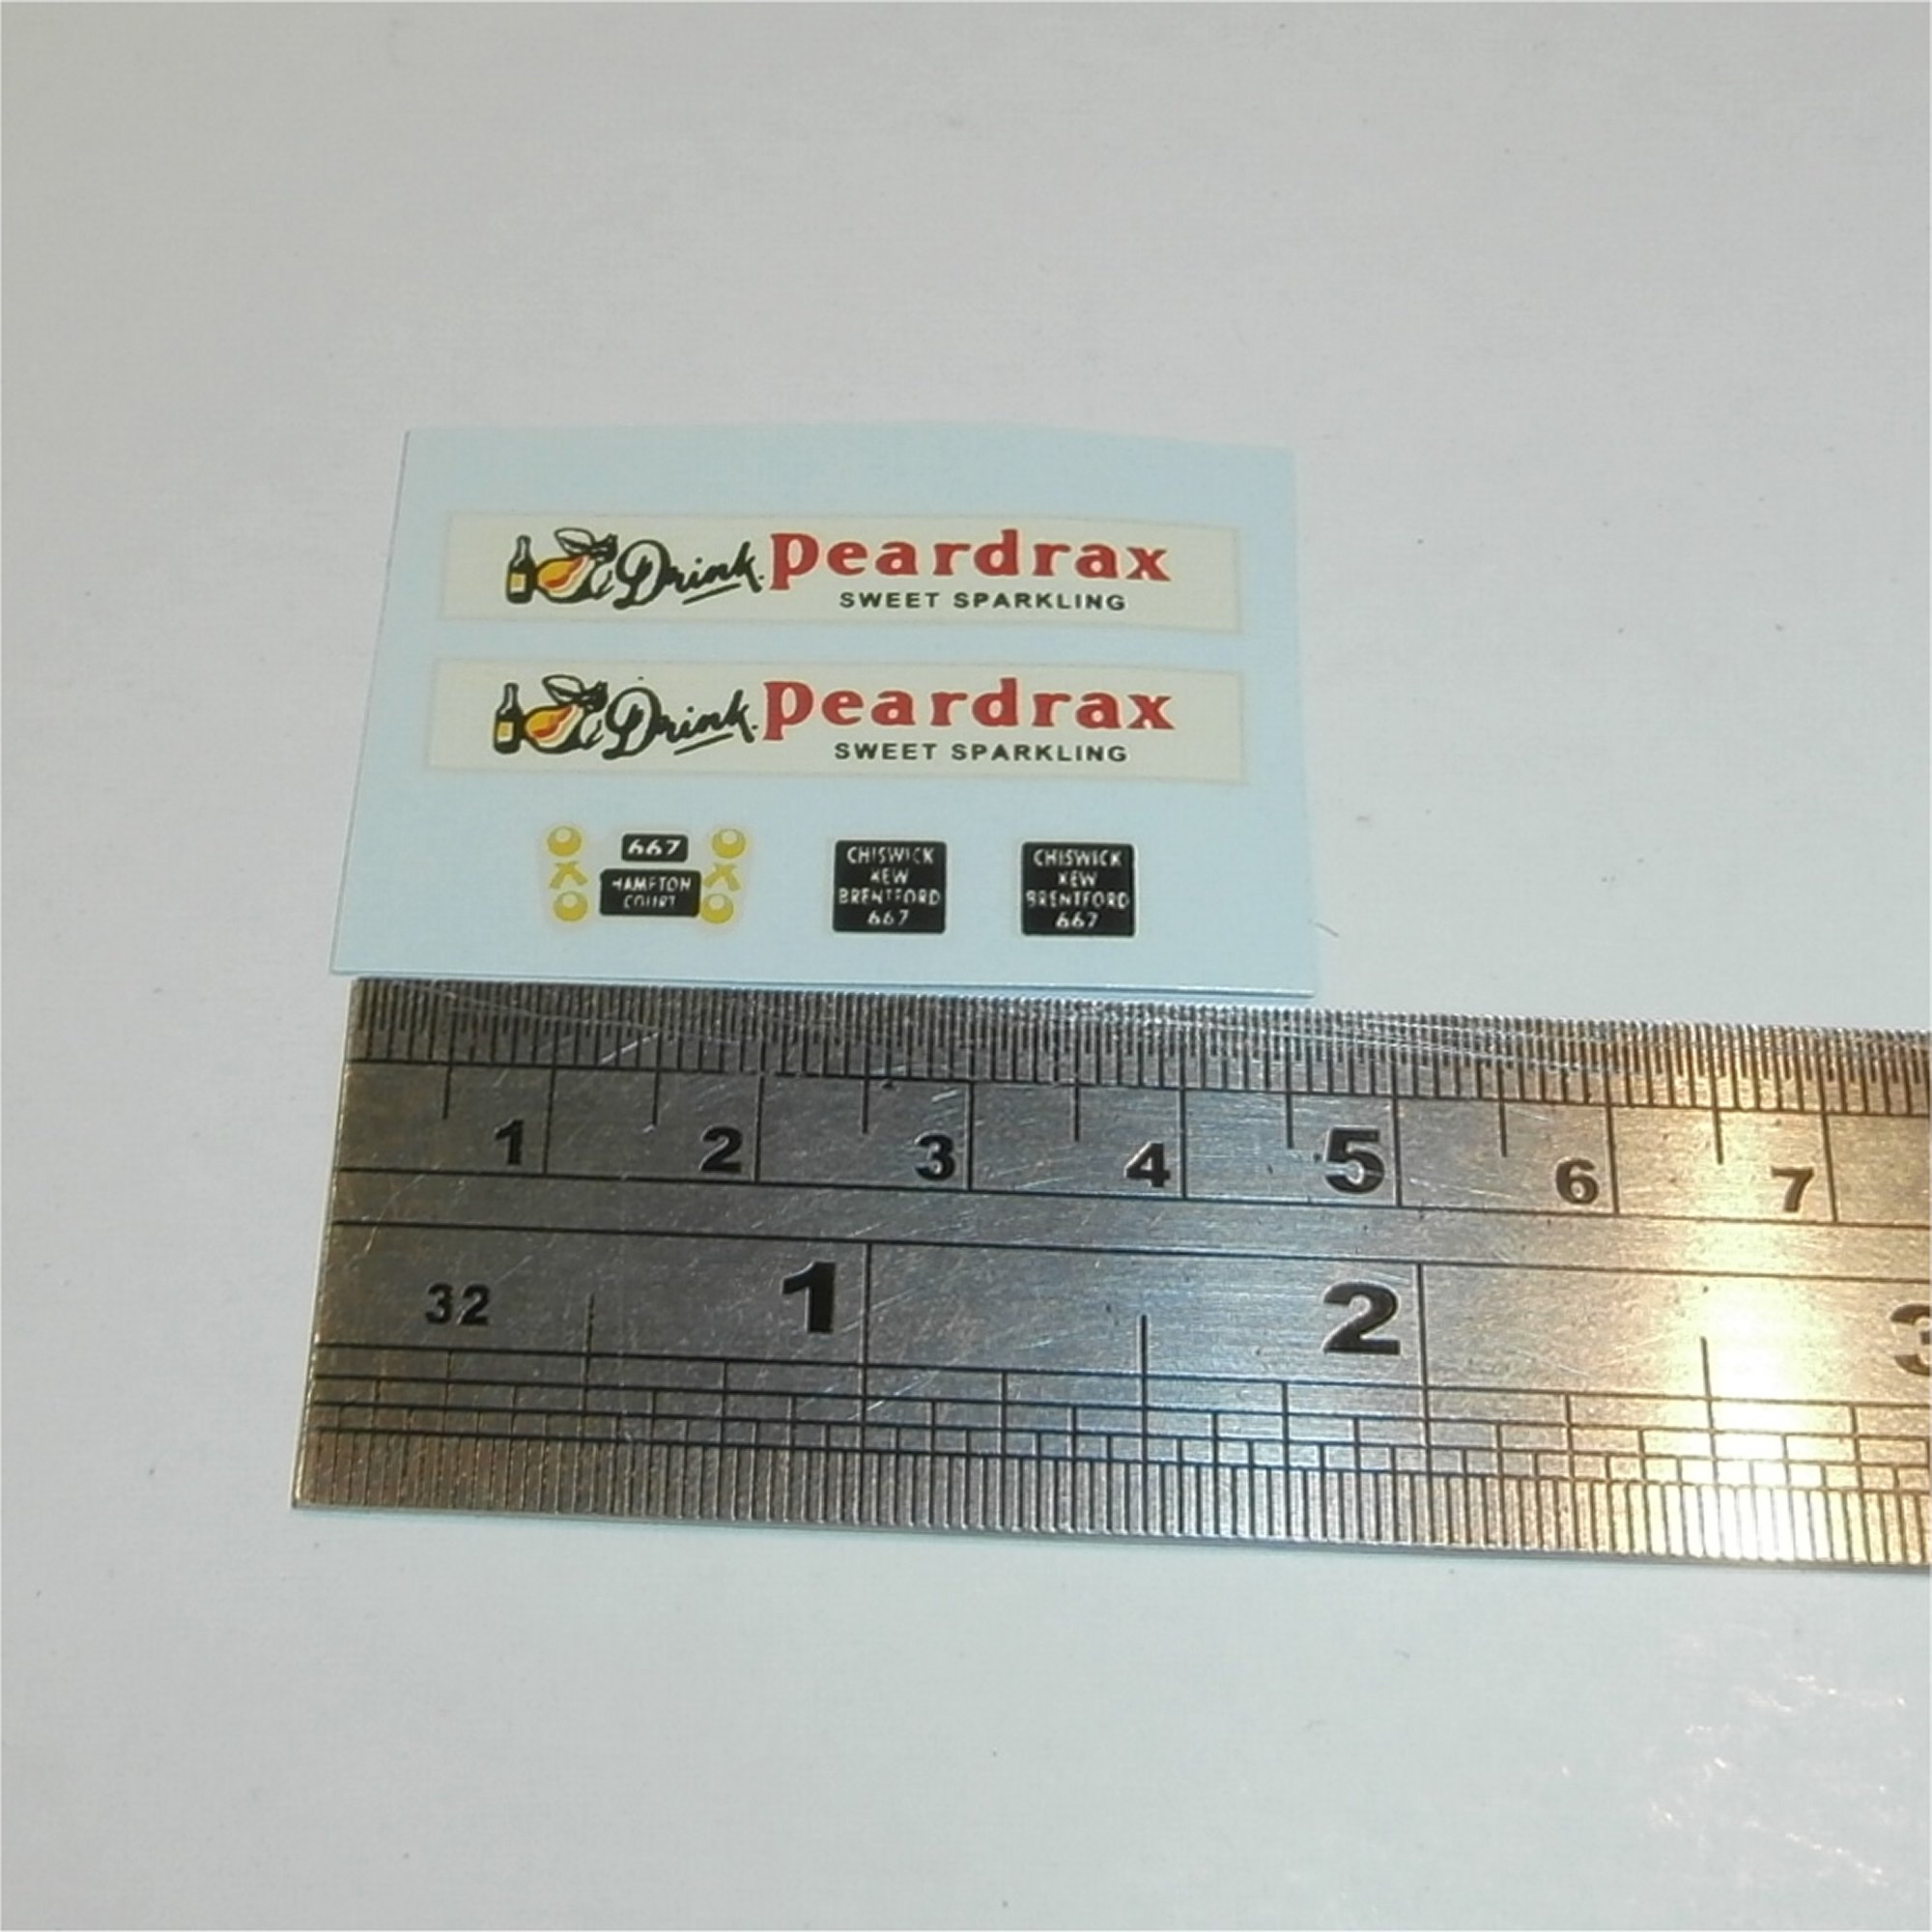 Drink Peardrax
SWEET SPARKLING
Drink Peardrax
SWEET SPARKLING
667
HAMPTON
COURT
CHISWICK
KEW
BRENTFORD
667
CHISWICK
KEW
BRENTFORD
667
1 2 3 4 5 6 7
32 1 2 3